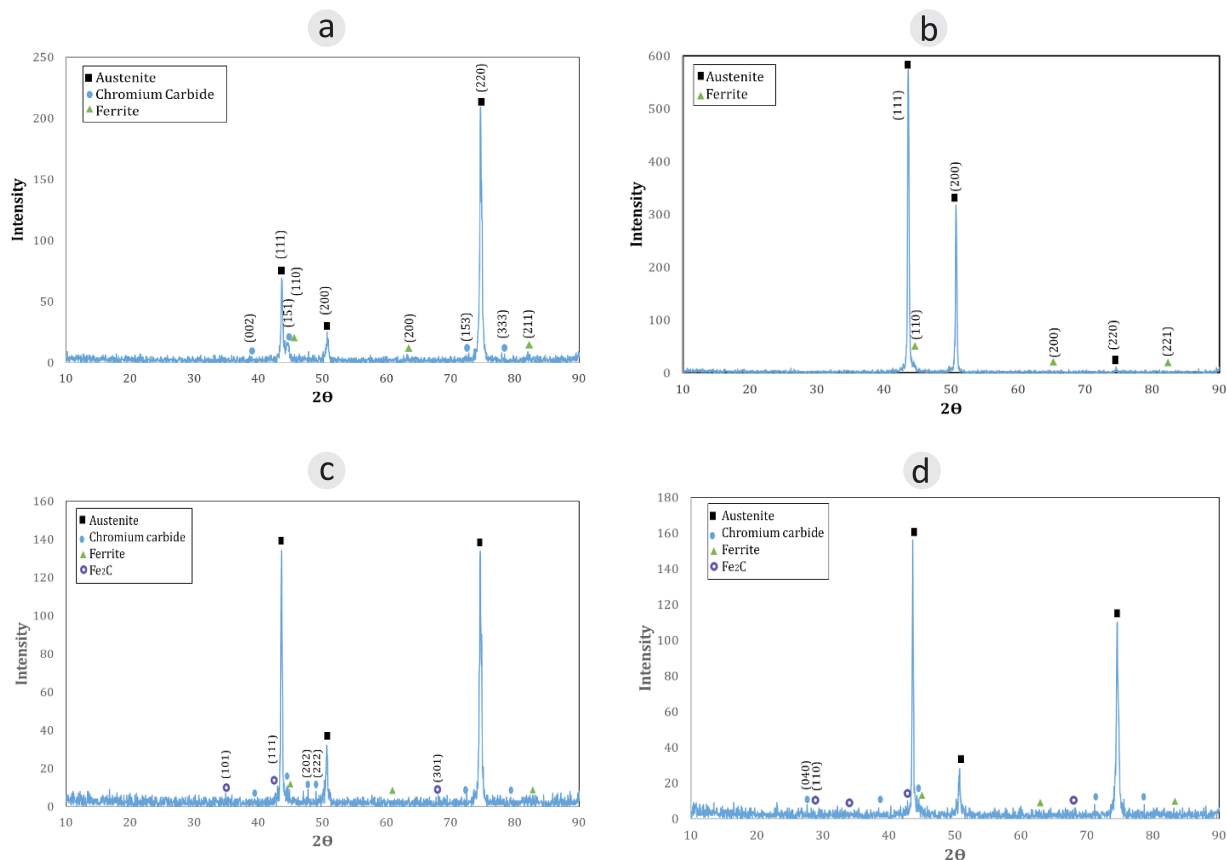 a
250
200
150
100
50
0
Intensity
Austenite
Chromium Carbide
Ferrite
(002)
(111)
(151)
(110)
(200)
(200)
(220)
(153)
(333)
(211)
10 20 30 40 50 60 70 80 90
2Θ
b
600
500
400
300
200
100
0
Intensity
Austenite
Ferrite
(111)
(110)
(200)
(200)
(220)
(221)
10 20 30 40 50 60 70 80 90
2Θ
c
160
140
120
100
80
60
40
20
0
Intensity
Austenite
Chromium carbide
Ferrite
Fe2C
(101)
(111)
(202)
(222)
(301)
10 20 30 40 50 60 70 80 90
2Θ
d
180
160
140
120
100
80
60
40
20
0
Intensity
Austenite
Chromium carbide
Ferrite
Fe2C
(040)
(110)
10 20 30 40 50 60 70 80 90
2Θ